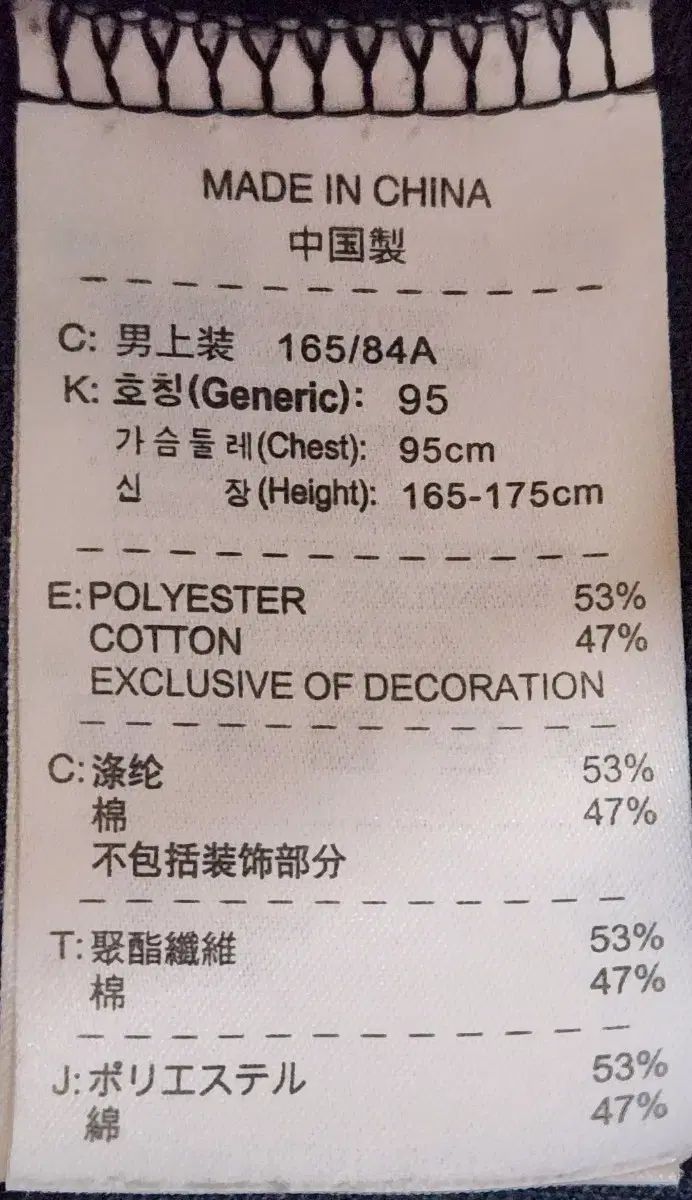 MADE IN CHINA
中国製
C: 男上装 165/84A
K: 호칭(Generic): 95
가슴둘레(Chest): 95cm
신 장(Height): 165-175cm
E: POLYESTER 53%
COTTON 47%
EXCLUSIVE OF DECORATION
C: 涤纶 53%
棉 47%
不包括装饰部分
T: 聚酯纖維 53%
棉 47%
J: ポリエステル 53%
綿 47%